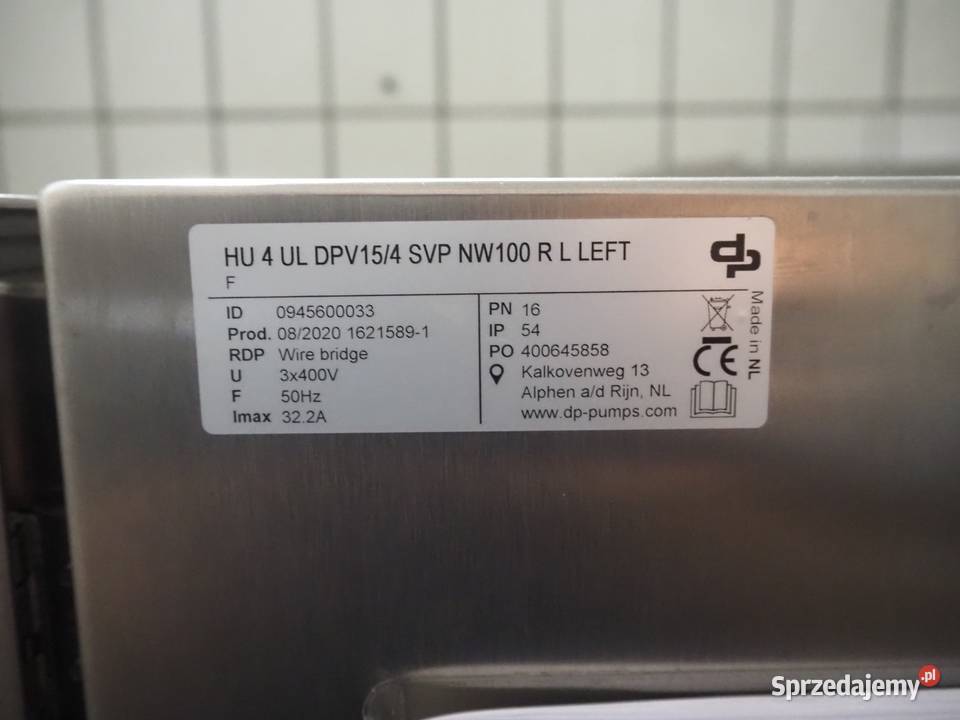 HU 4 UL DPV15/4 SVP NW100 R L LEFT
F
dp
ID 0945600033
Prod. 08/2020 1621589-1
RDP Wire bridge
U 3x400V
F 50Hz
Imax 32.2A
PN 16
IP 54
PO 400645858
Kalkovenweg 13
Alphen a/d Rijn, NL
www.dp-pumps.com
CE
Made in NL
Sprzedajemy.pl